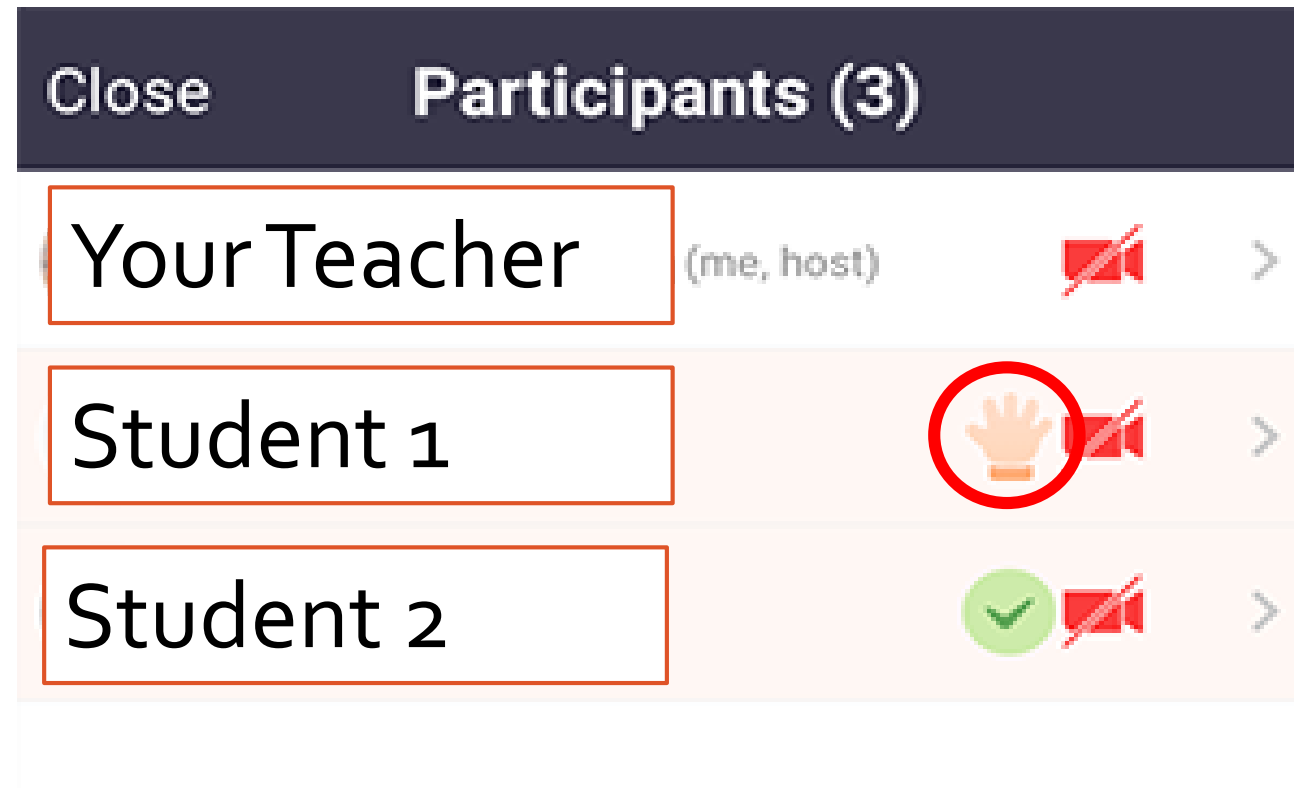 Close Participants (3)
Your Teacher (me, host)
Student 1
Student 2